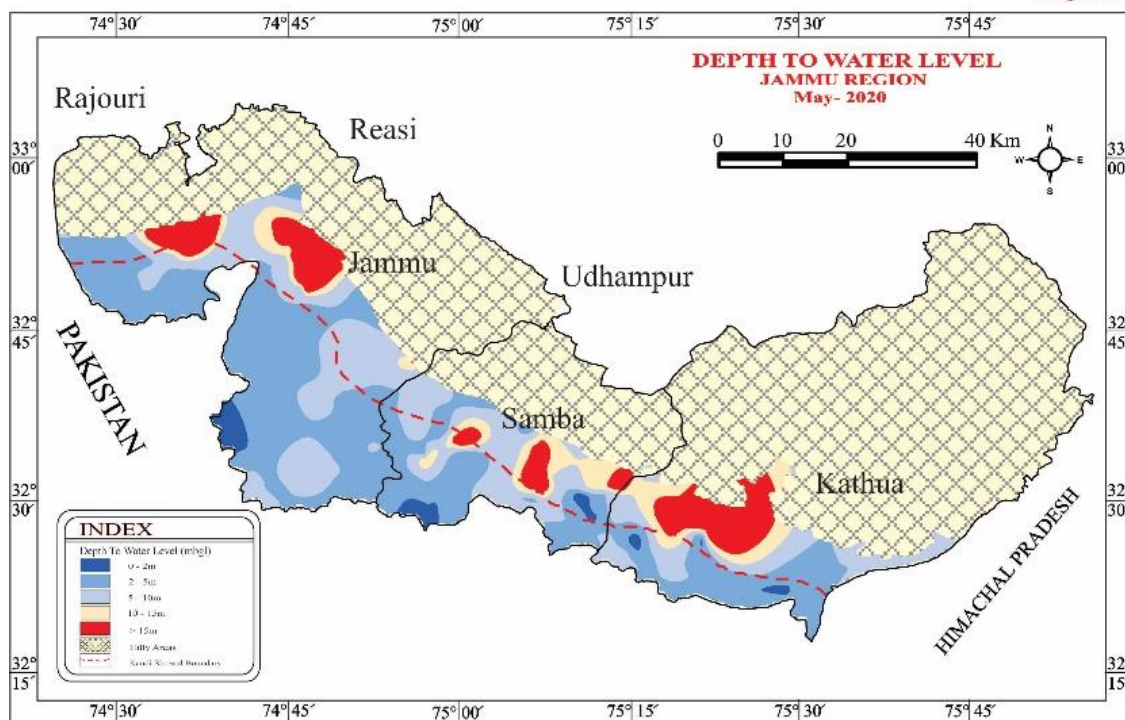 74°30′ 74°45′ 75° 00′ 75°15′ 75°30′ 75°45′
DEPTH TO WATER LEVEL
JAMMU REGION
May- 2020
Rajouri
Reasi
0 10 20 40 Km
N
W E
S
33°
00′
33°
00′
Jammu
Udhampur
32°
45′
32°
45′
PAKISTAN
Samba
Kathua
32°
30′
32°
30′
HIMACHAL PRADESH
INDEX
Depth To Water Level (mbgl)
0 - 2m
2 - 5m
5 - 10m
10 - 15m
> 15m
Hilly Areas
Boundary
32°
15′
32°
15′
74°30′ 74°45′ 75°00′ 75°15′ 75°30′ 75°45′